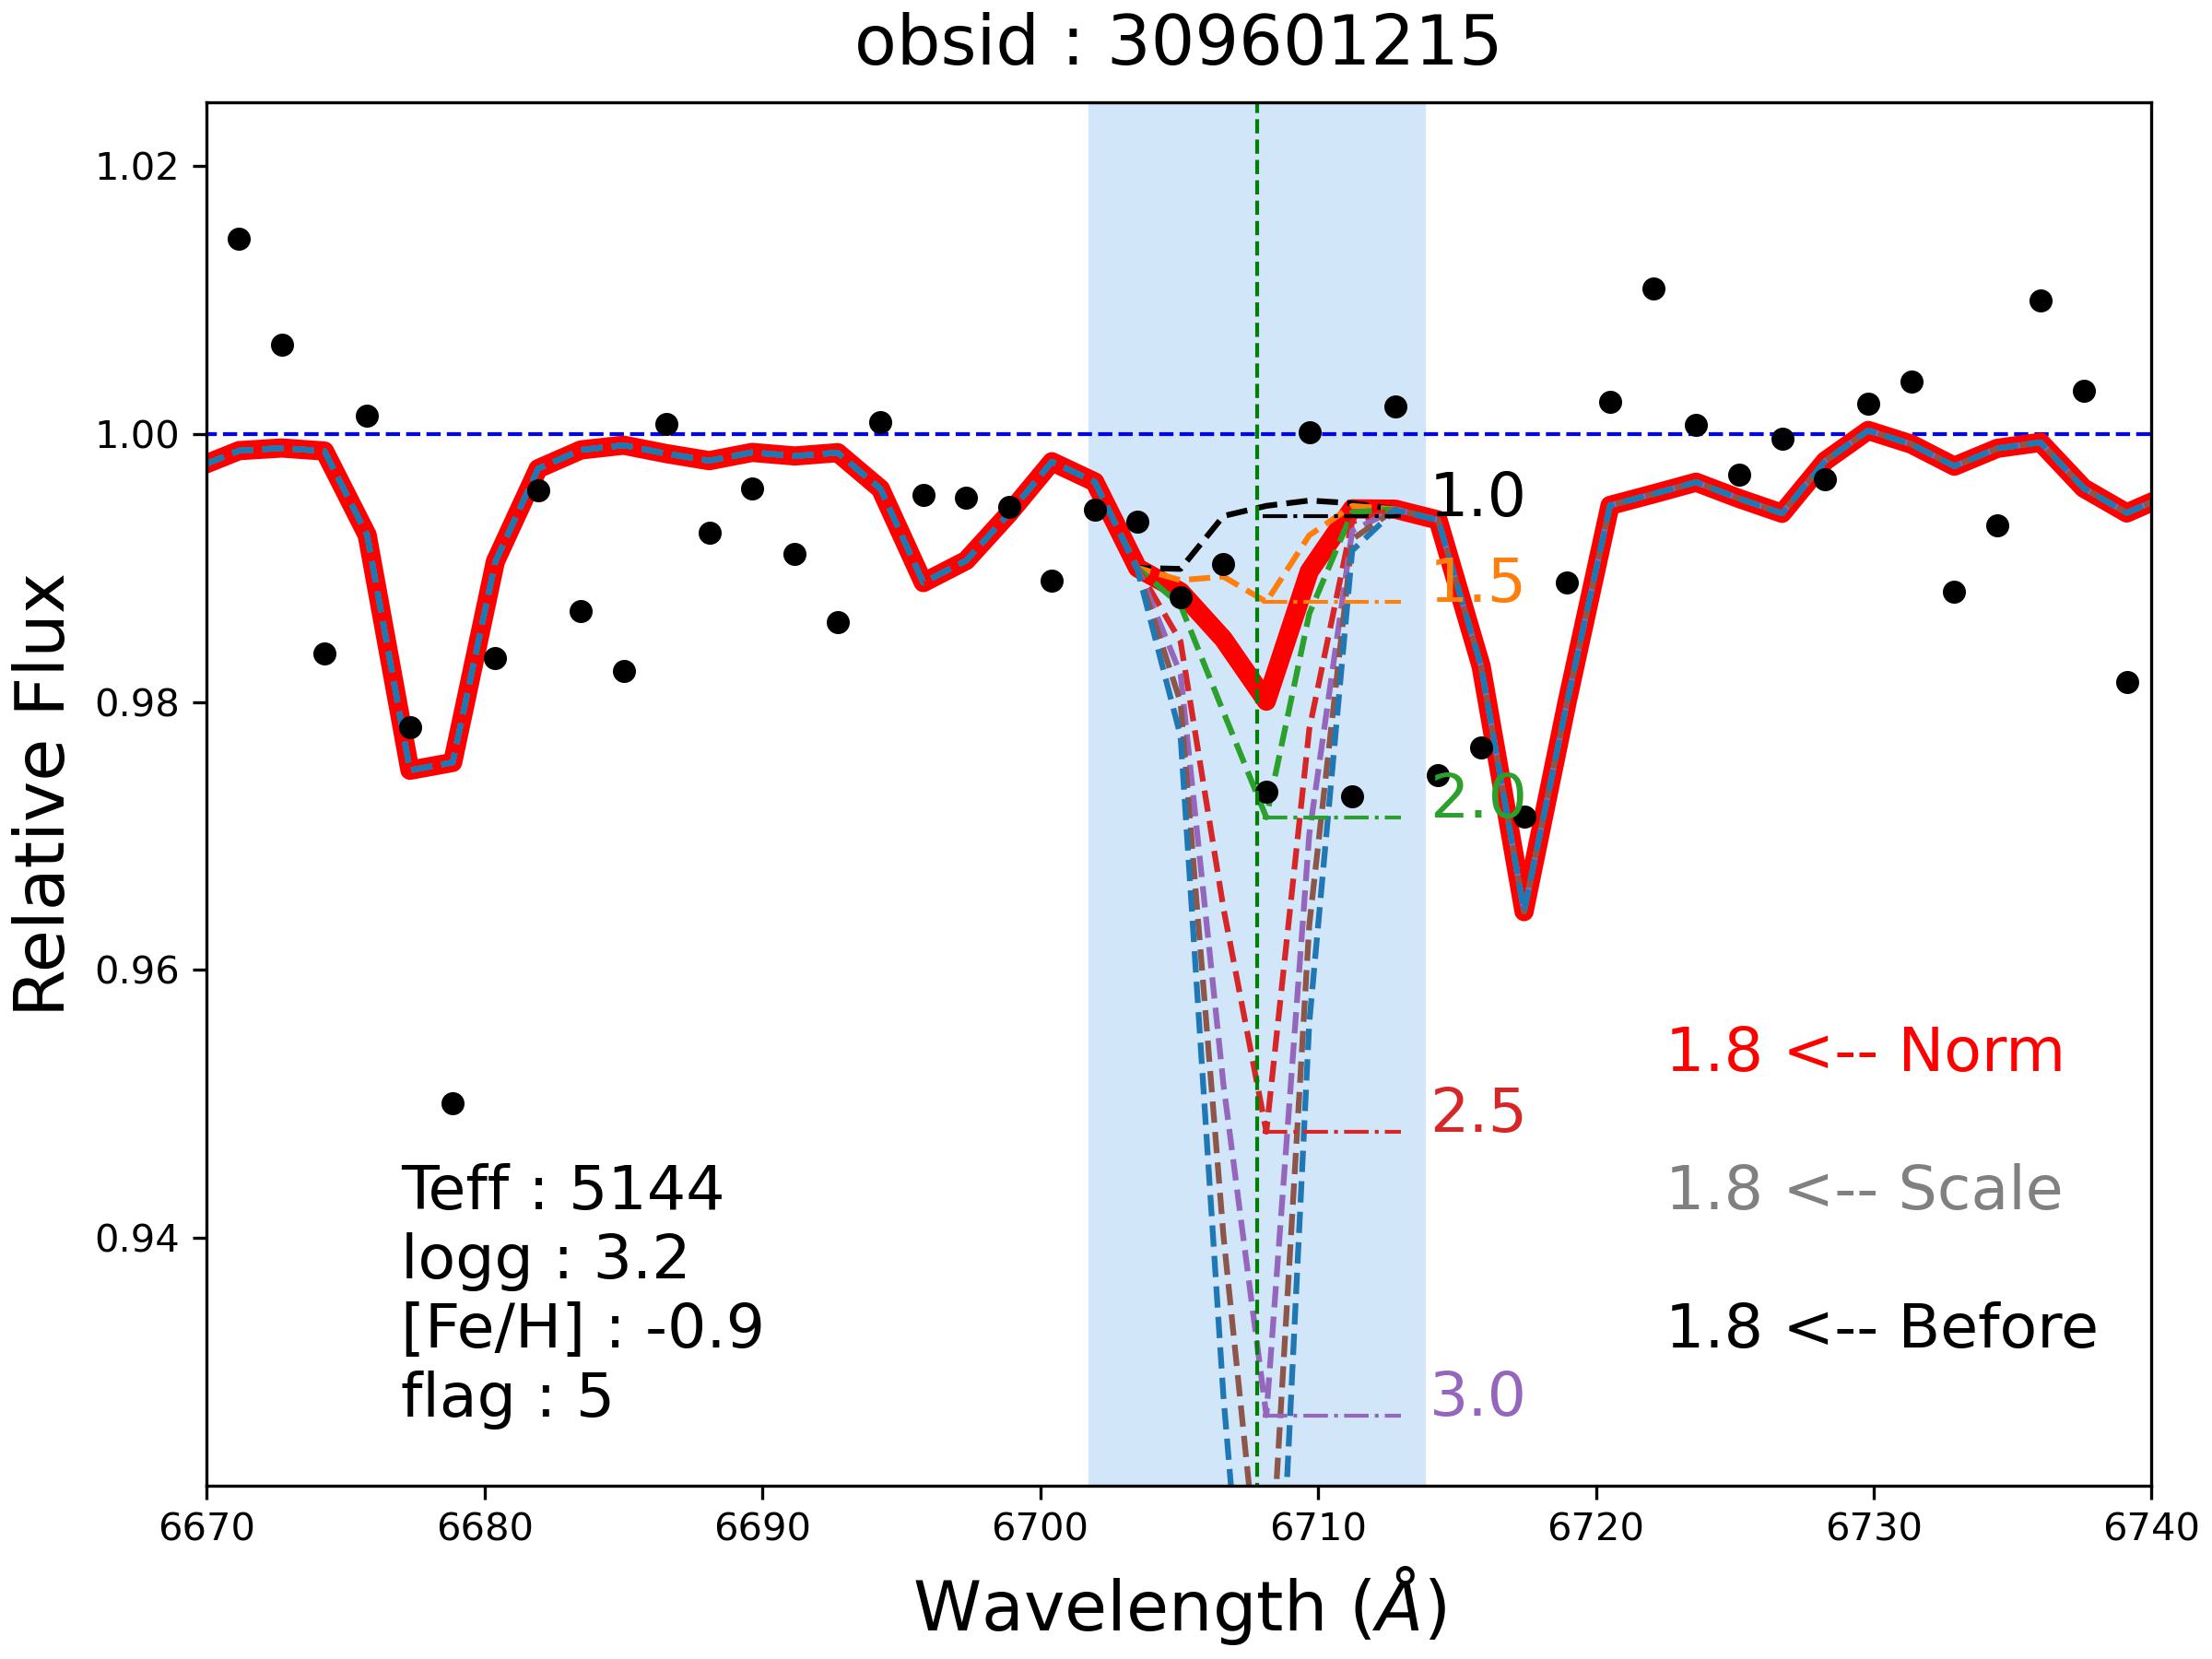 obsid : 309601215
Relative Flux
1.02
1.00
0.98
0.96
0.94
1.0
1.5
2.0
2.5
3.0
1.8 <-- Norm
1.8 <-- Scale
1.8 <-- Before
Teff : 5144
logg : 3.2
[Fe/H] : -0.9
flag : 5
6670 6680 6690 6700 6710 6720 6730 6740
Wavelength (Å)